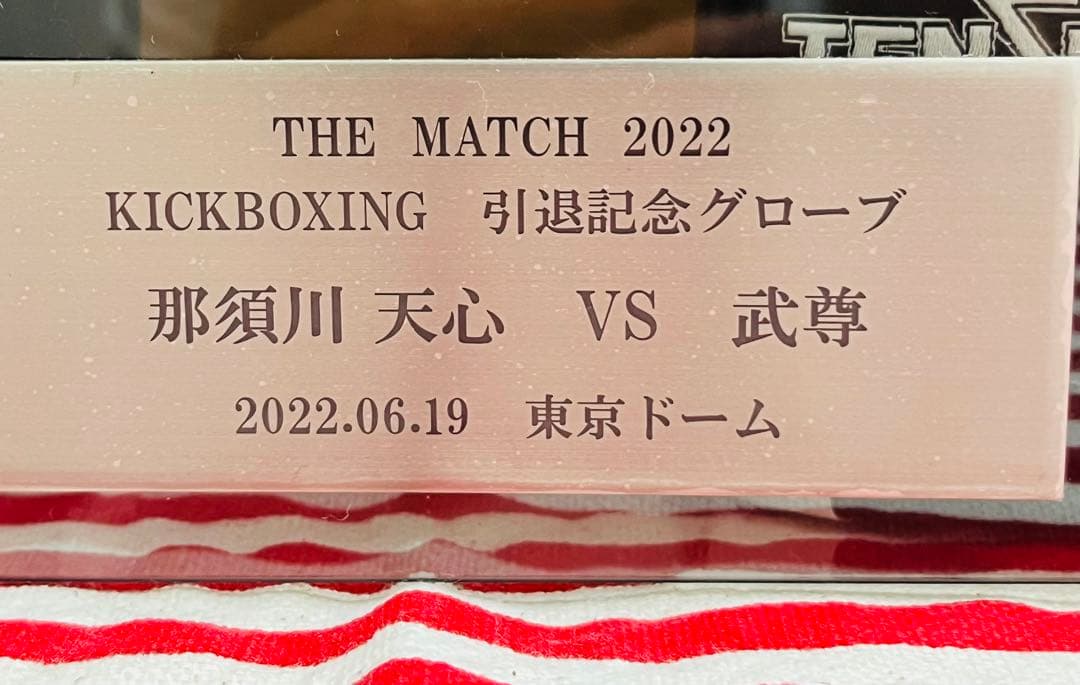 THE MATCH 2022
KICKBOXING 引退記念グローブ
那須川 天心 VS 武尊
2022.06.19 東京ドーム